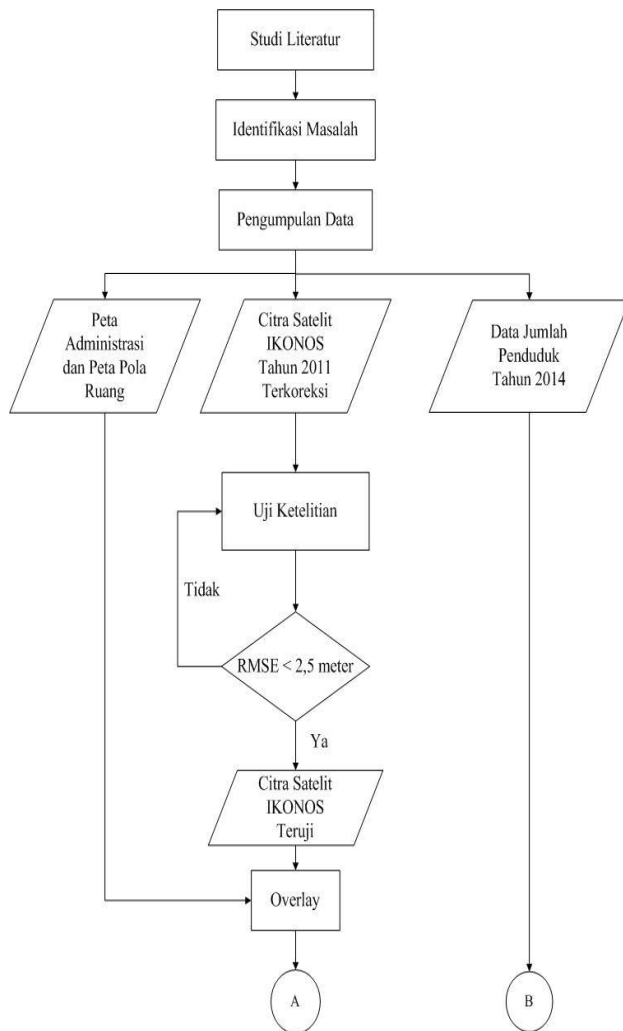 Studi Literatur
Identifikasi Masalah
Pengumpulan Data
Peta
Administrasi
dan Peta Pola
Ruang
Citra Satelit
IKONOS
Tahun 2011
Terkoreksi
Data Jumlah
Penduduk
Tahun 2014
Uji Ketelitian
Tidak
RMSE < 2,5 meter
Ya
Citra Satelit
IKONOS
Teruji
Overlay
A
B